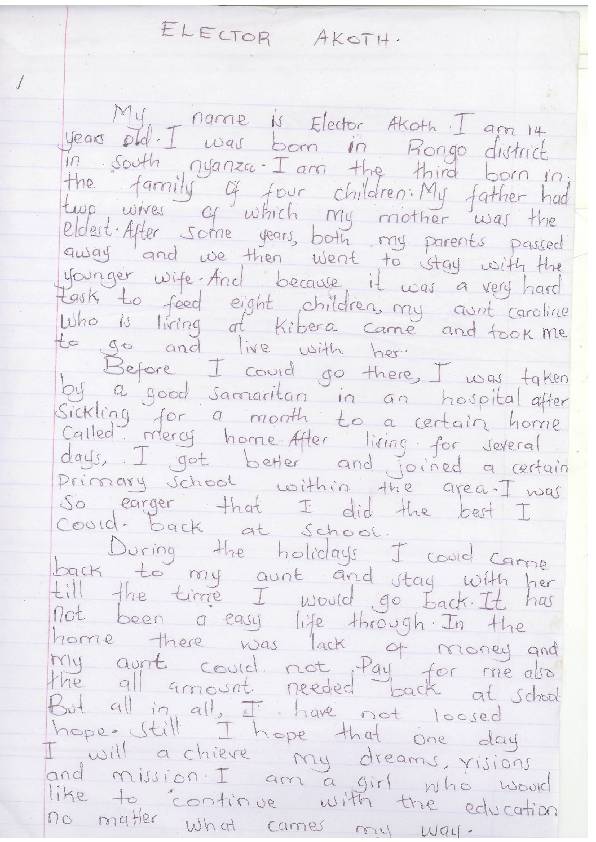 ELECTOR AKOTH.
1
My name is Elector Akoth. I am 14
years old. I was born in Rongo district
in south nyanza. I am the third born in
the family of four children. My father had
two wives of which my mother was the
eldest. After some years, both my parents passed
away and we then went to stay with the
younger wife. And because it was a very hard
task to feed eight children, my aunt caroline
who is living at Kibera came and took me
to go and live with her.
Before I could go there, I was taken
by a good samaritan in an hospital after
sickling for a month to a certain home
called mercy home. After living for several
days, I got better and joined a certain
primary school within the area. I was
so earger that I did the best I
could back at school.
During the holidays I could came
back to my aunt and stay with her
till the time I would go back. It has
not been a easy life through. In the
home there was lack of money and
my aunt could not pay for me also
the all amount needed back at school
But all in all, I have not loosed
hope. Still I hope that one day
I will achieve my dreams, visions
and mission. I am a girl who would
like to continue with the education
no matter what cames my way.